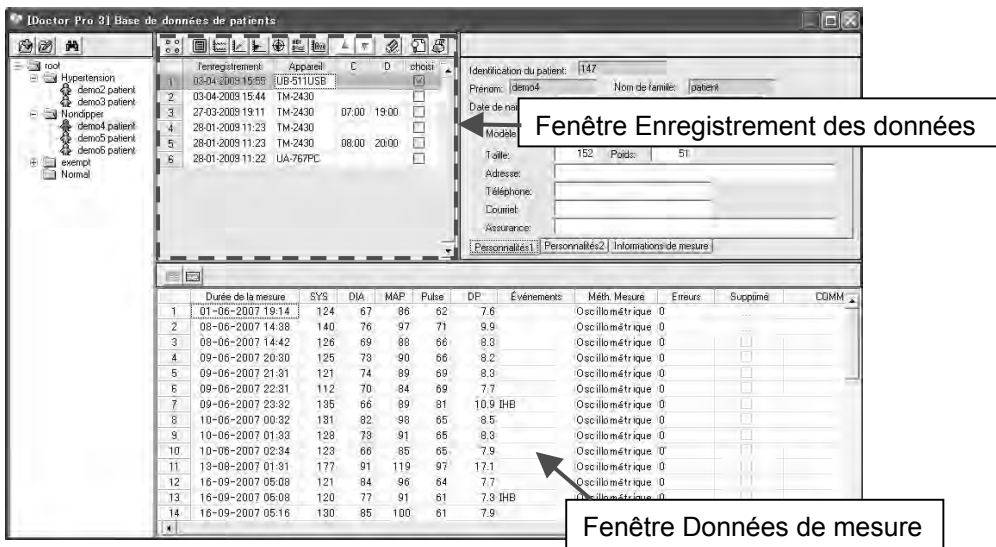 [Doctor Pro 3] Base de données de patients
root
Hypertension
demo2 patient
demo3 patient
Nondipper
demo4 patient
demo5 patient
demo6 patient
exempt
Normal
l'enregistrement Appareil C D choisi
1 03-04-2009 15:55 UB-511USB
2 03-04-2009 15:44 TM-2430
3 27-03-2009 19:11 TM-2430 07:00 19:00
4 28-01-2009 11:23 TM-2430
5 28-01-2009 11:23 TM-2430 08:00 20:00
6 28-01-2009 11:22 UA-767PC
Identification du patient: 147
Prénom: demo4 Nom de famile: patient
Date de nai
Fenêtre Enregistrement des données
Modèle
Taille: 152 Poids: 51
Adresse:
Téléphone:
Courriel:
Assurance:
Personnalités1 Personnalités2 Informations de mesure
Durée de la mesure SYS DIA MAP Pulse DP Événements Méth. Mesure Erreurs Supprimé COMM
1 01-06-2007 19:14 124 67 86 62 7.6 Oscillométrique 0
2 08-06-2007 14:38 140 76 97 71 9.9 Oscillométrique 0
3 08-06-2007 14:42 126 69 88 66 8.3 Oscillométrique 0
4 09-06-2007 20:30 125 73 90 66 8.2 Oscillométrique 0
5 09-06-2007 21:31 121 74 89 69 8.3 Oscillométrique 0
6 09-06-2007 22:31 112 70 84 69 7.7 Oscillométrique 0
7 09-06-2007 23:32 135 66 89 81 10.9 IHB Oscillométrique 0
8 10-06-2007 00:32 131 82 98 65 8.5 Oscillométrique 0
9 10-06-2007 01:33 128 73 91 65 8.3 Oscillométrique 0
10 10-06-2007 02:34 123 66 85 65 7.9 Oscillométrique 0
11 13-08-2007 01:31 177 91 119 97 17.1 Oscillométrique 0
12 16-09-2007 05:08 121 84 96 64 7.7 Oscillométrique 0
13 16-09-2007 05:08 120 77 91 61 7.3 IHB Oscillométrique 0
14 16-09-2007 05:16 130 85 100 61 7.9
Fenêtre Données de mesure